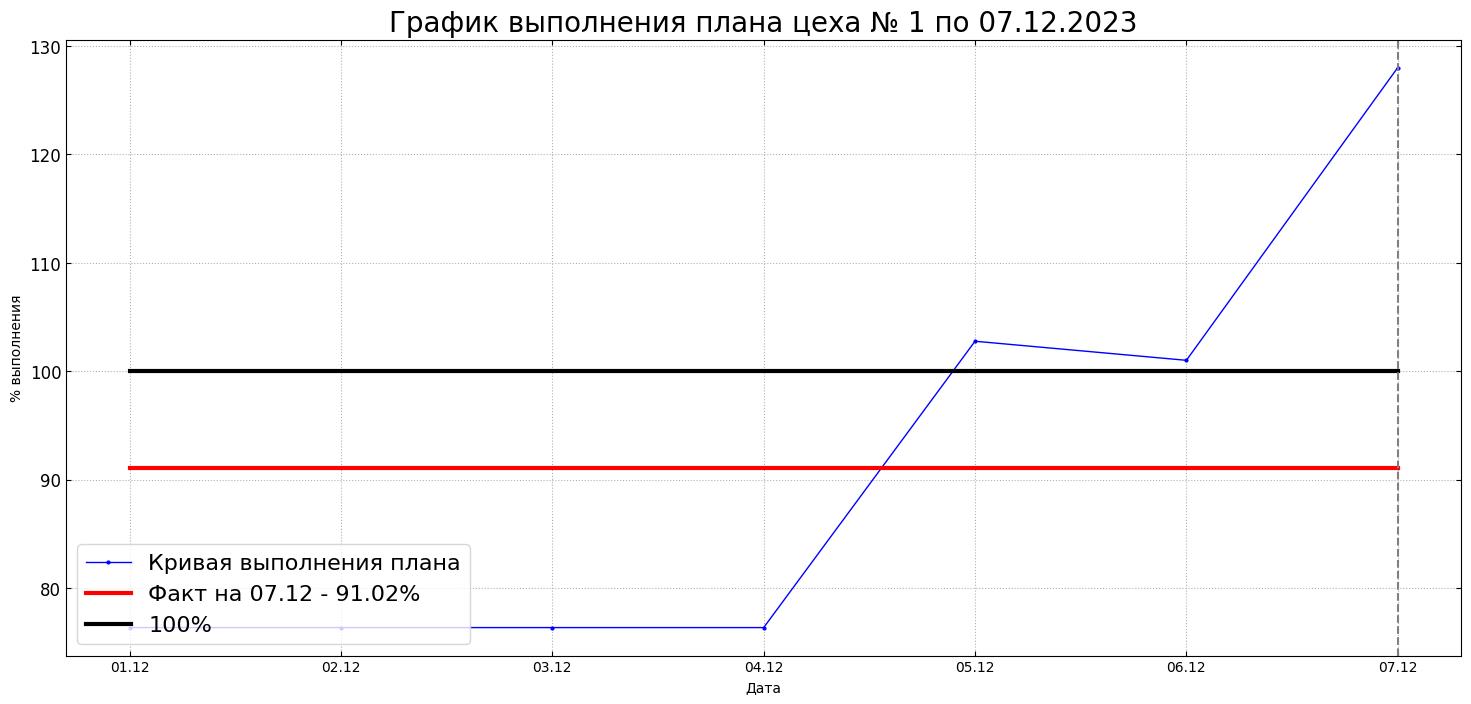 График выполнения плана цеха № 1 по 07.12.2023
130
120
110
100
90
80
% выполнения
Кривая выполнения плана
Факт на 07.12 - 91.02%
100%
01.12 02.12 03.12 04.12 05.12 06.12 07.12
Дата